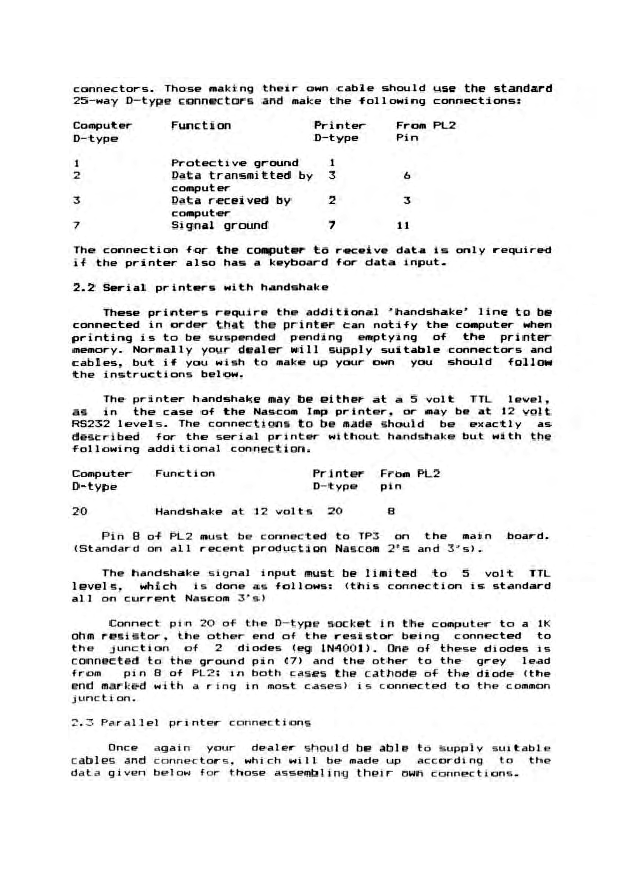 connectors. Those making their own cable should use the standard
25-way D-type connectors and make the following connections:
Computer Function Printer From PL2
D-type D-type Pin
1 Protective ground 1
2 Data transmitted by 3 6
computer
3 Data received by 2 3
computer
7 Signal ground 7 11
The connection for the computer to receive data is only required
if the printer also has a keyboard for data input.
2.2 Serial printers with handshake
These printers require the additional 'handshake' line to be
connected in order that the printer can notify the computer when
printing is to be suspended pending emptying of the printer
memory. Normally your dealer will supply suitable connectors and
cables, but if you wish to make up your own you should follow
the instructions below.
The printer handshake may be either at a 5 volt TTL level,
as in the case of the Nascom Imp printer, or may be at 12 volt
RS232 levels. The connections to be made should be exactly as
described for the serial printer without handshake but with the
following additional connection.
Computer Function Printer From PL2
D-type D-type pin
20 Handshake at 12 volts 20 8
Pin 8 of PL2 must be connected to TP3 on the main board.
(Standard on all recent production Nascom 2's and 3's).
The handshake signal input must be limited to 5 volt TTL
levels, which is done as follows: (this connection is standard
all on current Nascom 3's)
Connect pin 20 of the D-type socket in the computer to a 1K
ohm resistor, the other end of the resistor being connected to
the junction of 2 diodes (eg 1N4001). One of these diodes is
connected to the ground pin (7) and the other to the grey lead
from pin 8 of PL2; in both cases the cathode of the diode (the
end marked with a ring in most cases) is connected to the common
junction.
2.3 Parallel printer connections
Once again your dealer should be able to supply suitable
cables and connectors, which will be made up according to the
data given below for those assembling their own connections.